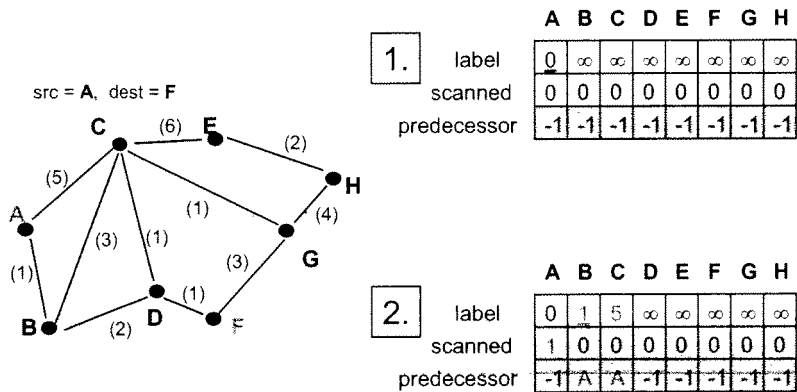 src = A, dest = F
C
(6)
E
(5)
(2)
H
A
(1)
(4)
(3)
(1)
G
(1)
(3)
(1)
B
(2)
D
F
1.
A B C D E F G H
label 0 ∞ ∞ ∞ ∞ ∞ ∞ ∞
scanned 0 0 0 0 0 0 0 0
predecessor -1 -1 -1 -1 -1 -1 -1 -1
2.
A B C D E F G H
label 0 1 5 ∞ ∞ ∞ ∞ ∞
scanned 1 0 0 0 0 0 0 0
predecessor -1 A A -1 -1 -1 -1 -1